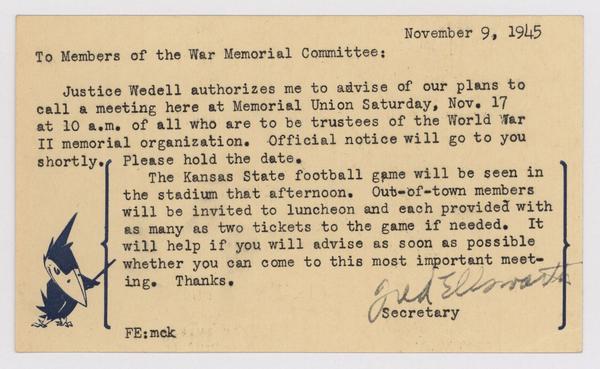 November 9, 1945
To Members of the War Memorial Committee:
Justice Wedell authorizes me to advise of our plans to
call a meeting here at Memorial Union Saturday, Nov. 17
at 10 a.m. of all who are to be trustees of the World War
II memorial organization. Official notice will go to you
shortly. Please hold the date.
The Kansas State football game will be seen in
the stadium that afternoon. Out-of-town members
will be invited to luncheon and each provided with
as many as two tickets to the game if needed. It
will help if you will advise as soon as possible
whether you can come to this most important meet-
ing. Thanks.
Fred Ellsworth
Secretary
FE:mck